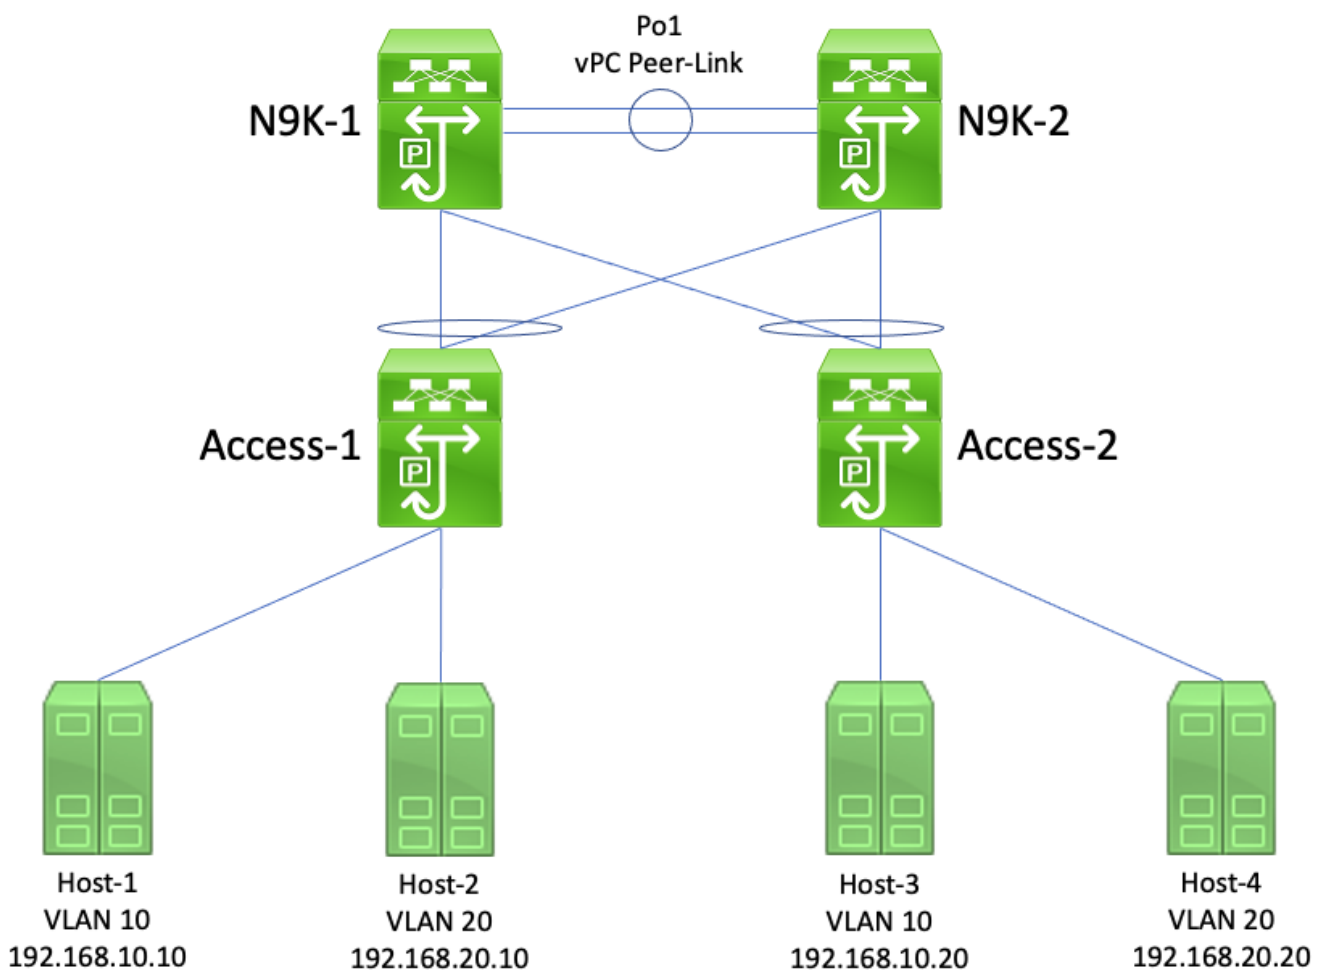 Po1
vPC Peer-Link
N9K-1
N9K-2
P
P
Access-1
Access-2
P
P
Host-1
VLAN 10
192.168.10.10
Host-2
VLAN 20
192.168.20.10
Host-3
VLAN 10
192.168.10.20
Host-4
VLAN 20
192.168.20.20